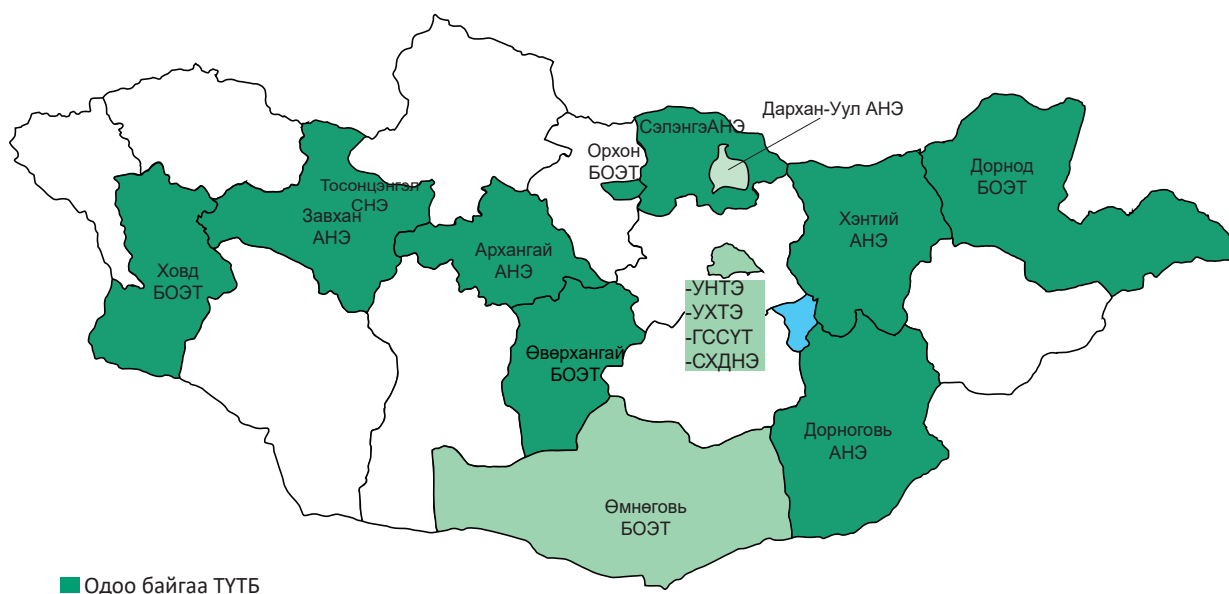 Дархан-Уул АНЭ
СэлэнгэАНЭ
Орхон
БОЭТ
Дорнод
БОЭТ
Тосонцэнгэл
СНЭ
Завхан
АНЭ
Хэнтий
АНЭ
Архангай
АНЭ
Ховд
БОЭТ
-УНТЭ
-УХТЭ
-ГССҮТ
-СХДНЭ
Өвөрхангай
БОЭТ
Дорноговь
АНЭ
Өмнөговь
БОЭТ
Одоо байгаа ТҮТБ